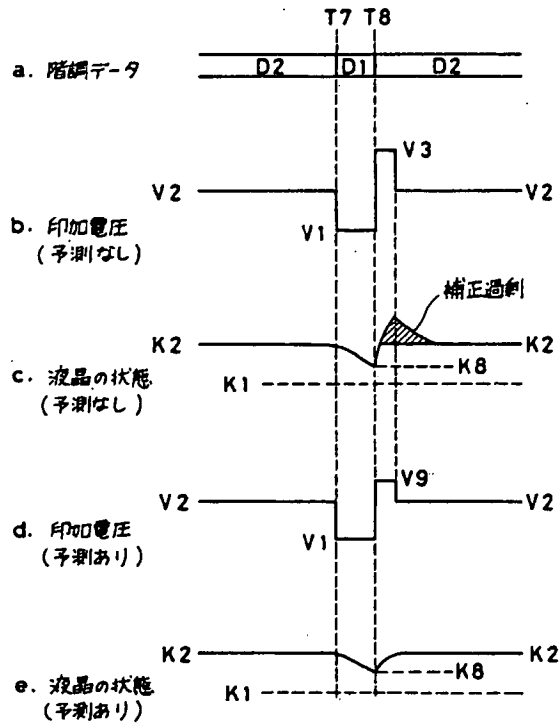 T7 T8
a. 階調データ D2 D1 D2
V3
V2 V2
b. 印加電圧 V1
(予測なし)
補正過剰
K2 K2
K8
c. 液晶の状態 K1
(予測なし)
V9
V2 V2
d. 印加電圧 V1
(予測あり)
K2 K2
K8
e. 液晶の状態 K1
(予測あり)